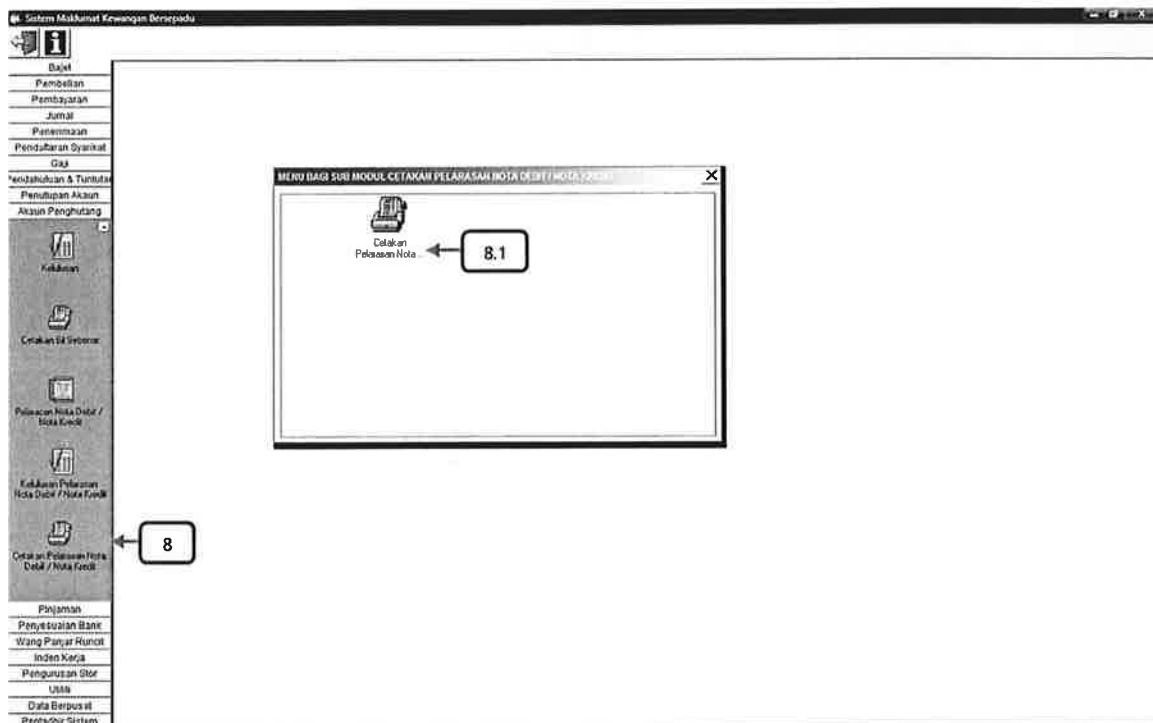 Sistem Maklumat Kewangan Bersepadu
Bajet
Pembelian
Pembayaran
Jurnal
Penerimaan
Pendaftaran Syarikat
Gaji
Pendahuluan & Tuntutan
Penutupan Akaun
Akaun Penghutang
Kelulusan
Cetakan Bil Sebenar
Pelarasan Nota Debit /
Nota Kredit
Kelulusan Pelarasan
Nota Debit / Nota Kredit
Cetakan Pelarasan Nota
Debit / Nota Kredit
8
Pinjaman
Penyesuaian Bank
Wang Panjar Runcit
Inden Kerja
Pengurusan Stor
Utiliti
Data Berpusat
Pentadbir Sistem
MENU BAGI SUB MODUL CETAKAN PELARASAN NOTA DEBIT / NOTA KREDIT
Cetakan
Pelarasan Nota ...
8.1